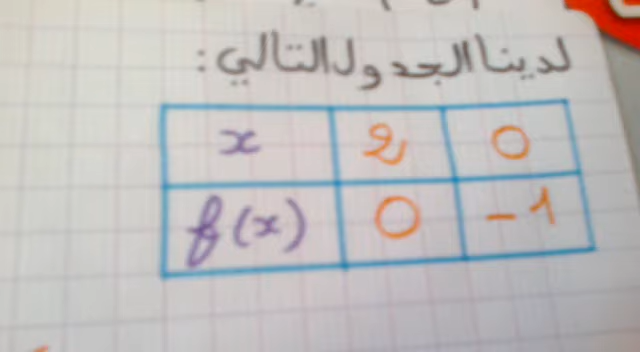 لدينا الجدول التالي:
x 2 0
f(x) 0 -1